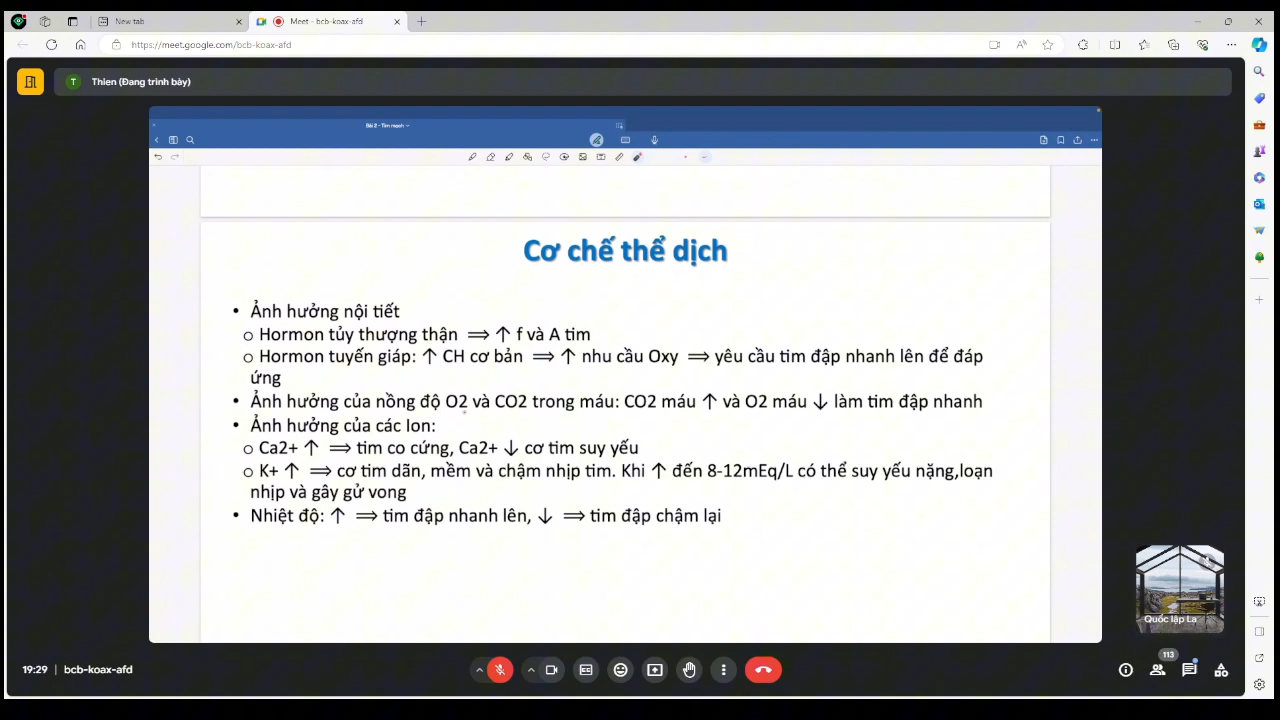 New tab
Meet - bcb-koax-afd
https://meet.google.com/bcb-koax-afd
T
Thien (Đang trình bày)
Bài 2 - Tim mạch
Cơ chế thể dịch
• Ảnh hưởng nội tiết
o Hormon tủy thượng thận ⟹ ↑ f và A tim
o Hormon tuyến giáp: ↑ CH cơ bản ⟹ ↑ nhu cầu Oxy ⟹ yêu cầu tim đập nhanh lên để đáp
ứng
• Ảnh hưởng của nồng độ O2 và CO2 trong máu: CO2 máu ↑ và O2 máu ↓ làm tim đập nhanh
• Ảnh hưởng của các Ion:
o Ca2+ ↑ ⟹ tim co cứng, Ca2+ ↓ cơ tim suy yếu
o K+ ↑ ⟹ cơ tim dãn, mềm và chậm nhịp tim. Khi ↑ đến 8-12mEq/L có thể suy yếu nặng,loạn
nhịp và gây gử vong
• Nhiệt độ: ↑ ⟹ tim đập nhanh lên, ↓ ⟹ tim đập chậm lại
Quốc lập La
19:29
bcb-koax-afd
113